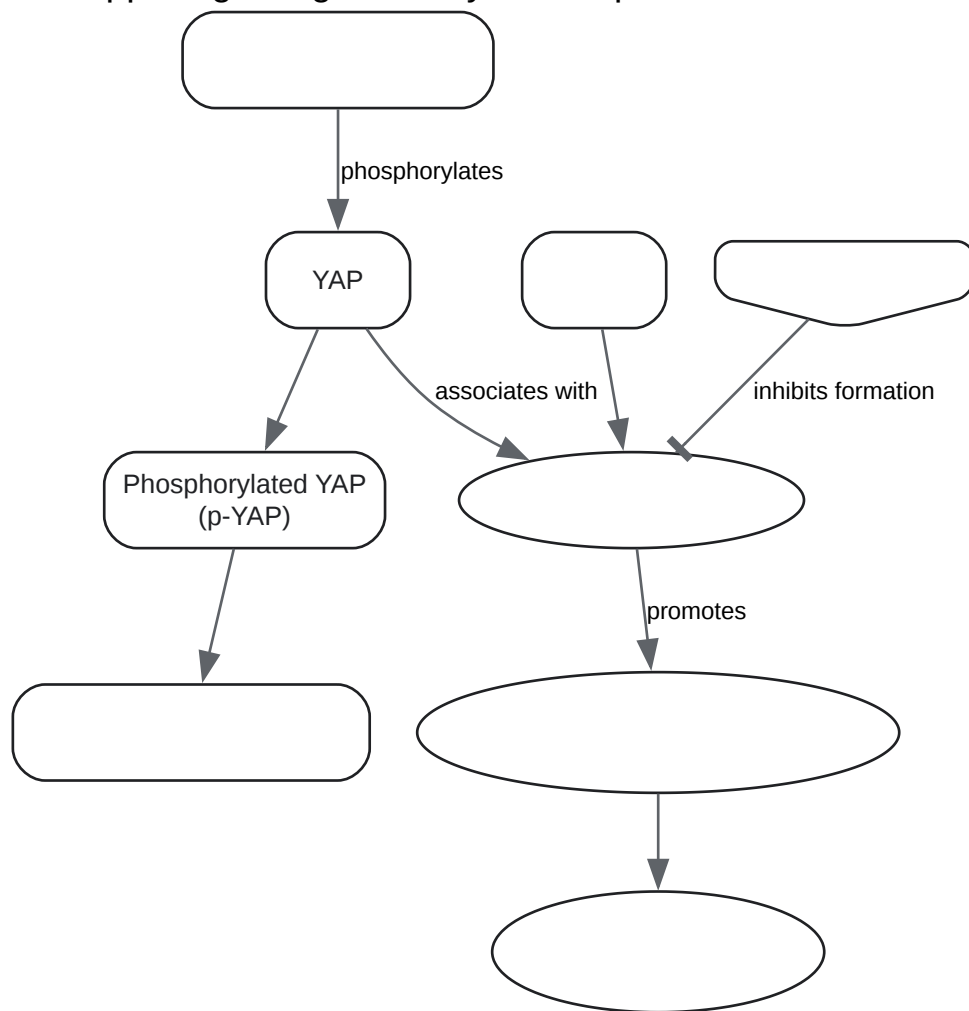 phosphorylates
YAP
associates with
inhibits formation
Phosphorylated YAP
(p-YAP)
promotes